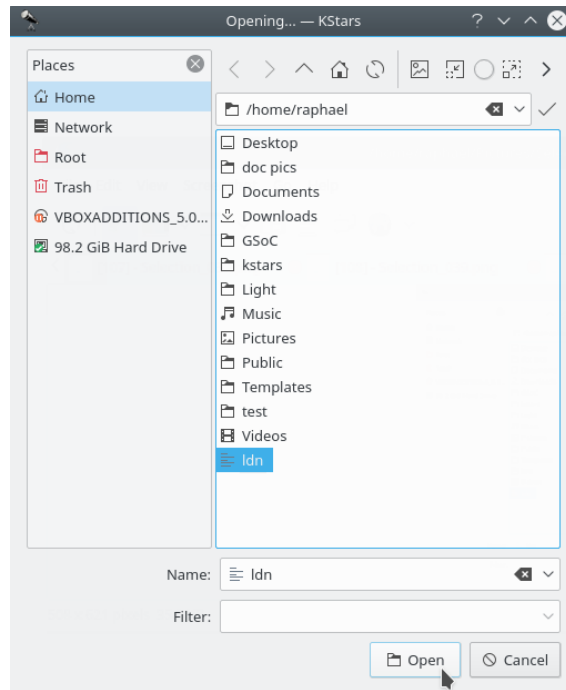 Opening... — KStars
Places
Home
Network
Root
Trash
VBOXADDITIONS_5.0...
98.2 GiB Hard Drive
/home/raphael
Desktop
doc pics
Documents
Downloads
GSoC
kstars
Light
Music
Pictures
Public
Templates
test
Videos
ldn
Name: ldn
Filter:
Open Cancel